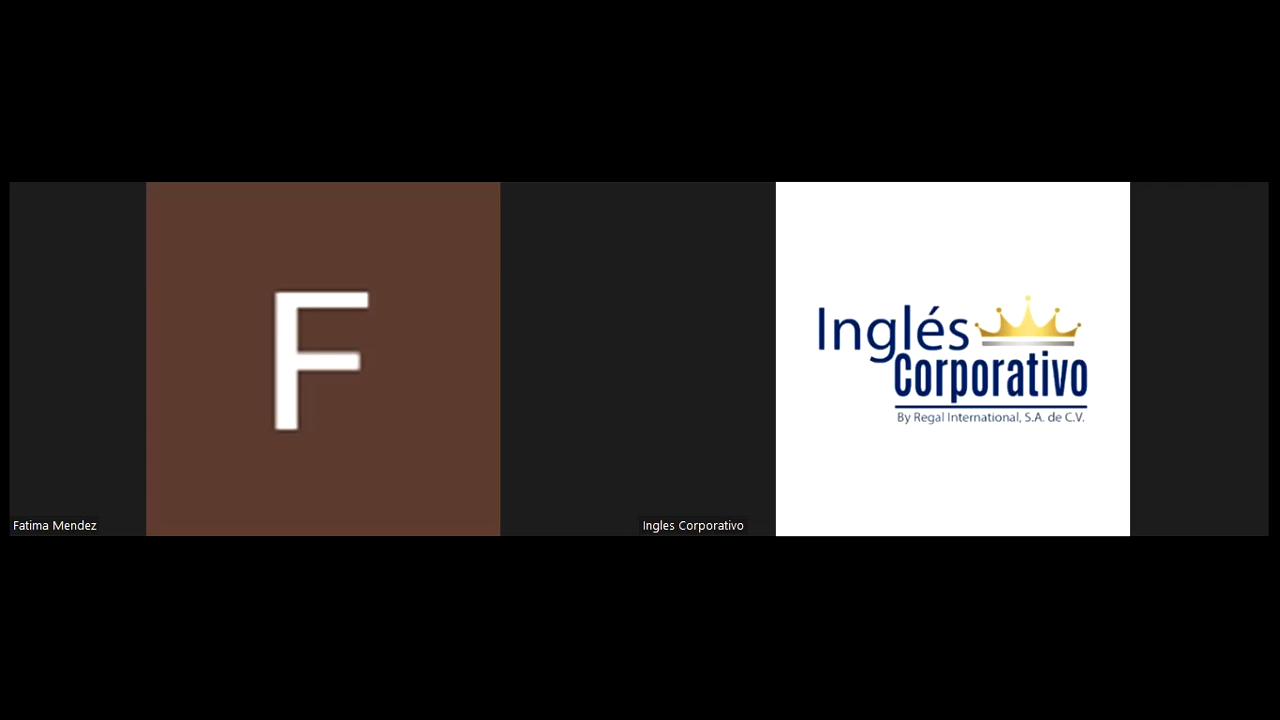 F
Fatima Mendez
Inglés
Corporativo
By Regal International, S.A. de C.V.
Ingles Corporativo